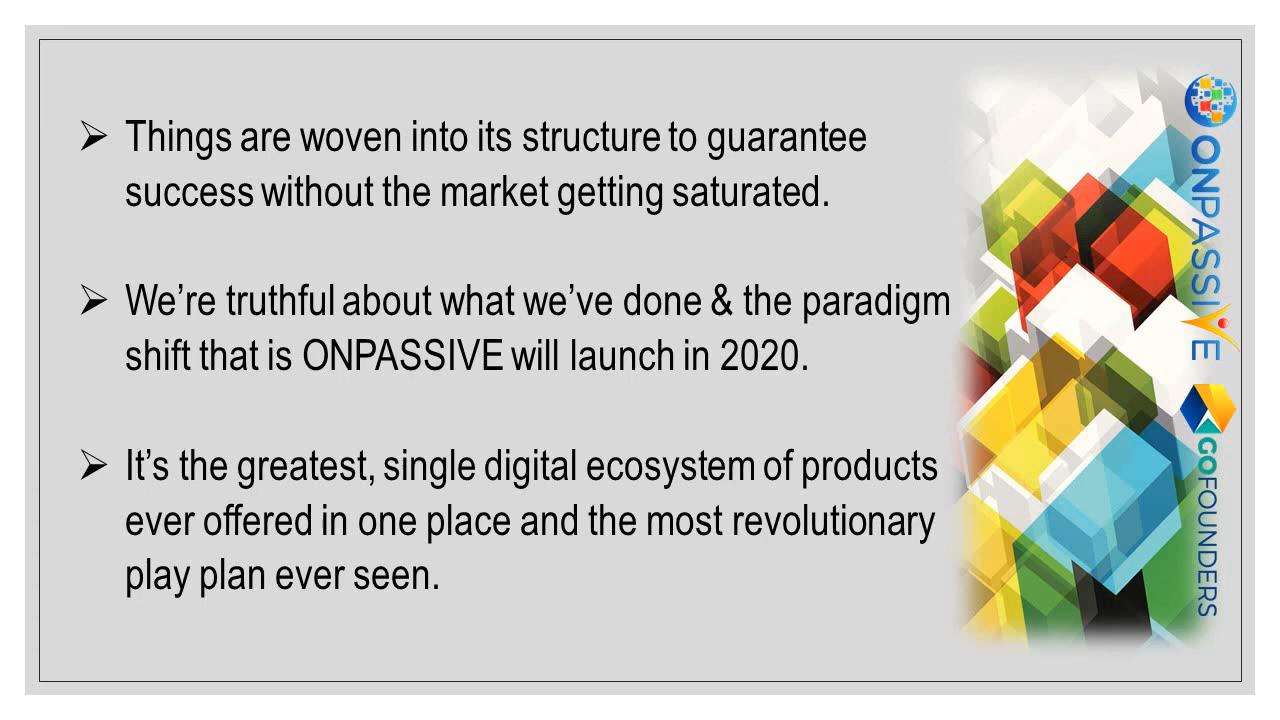 ➢ Things are woven into its structure to guarantee
success without the market getting saturated.
➢ We’re truthful about what we’ve done & the paradigm
shift that is ONPASSIVE will launch in 2020.
➢ It’s the greatest, single digital ecosystem of products
ever offered in one place and the most revolutionary
play plan ever seen.
ONPASSIVE
GOFOUNDERS